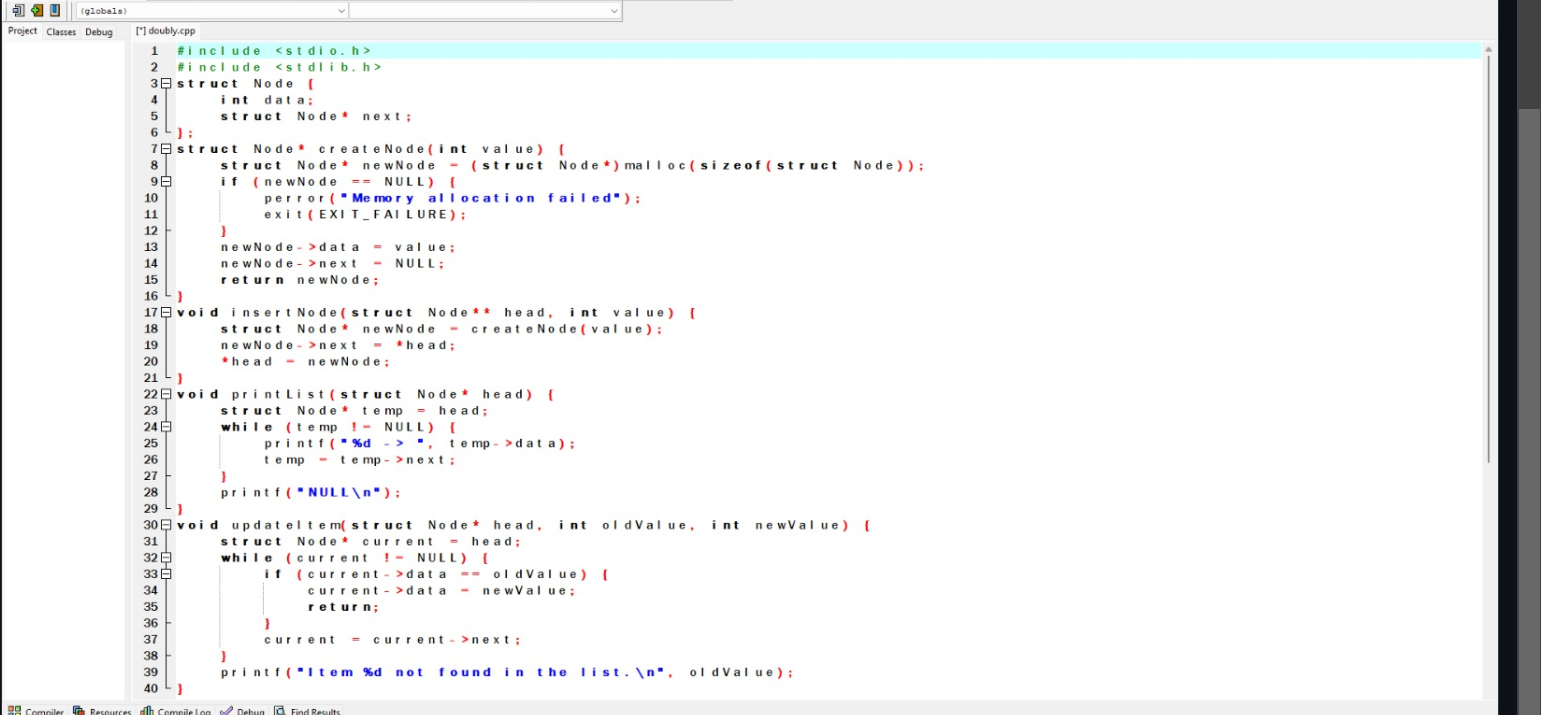 (globals)
Project Classes Debug
[*] doubly.cpp
1 #include <stdio.h>
2 #include <stdlib.h>
3 struct Node {
4     int data;
5     struct Node* next;
6 };
7 struct Node* createNode(int value) {
8     struct Node* newNode = (struct Node*)malloc(sizeof(struct Node));
9     if (newNode == NULL) {
10         perror("Memory allocation failed");
11         exit(EXIT_FAILURE);
12     }
13     newNode->data = value;
14     newNode->next = NULL;
15     return newNode;
16 }
17 void insertNode(struct Node** head, int value) {
18     struct Node* newNode = createNode(value);
19     newNode->next = *head;
20     *head = newNode;
21 }
22 void printList(struct Node* head) {
23     struct Node* temp = head;
24     while (temp != NULL) {
25         printf("%d -> ", temp->data);
26         temp = temp->next;
27     }
28     printf("NULL\n");
29 }
30 void updateItem(struct Node* head, int oldValue, int newValue) {
31     struct Node* current = head;
32     while (current != NULL) {
33         if (current->data == oldValue) {
34             current->data = newValue;
35             return;
36         }
37         current = current->next;
38     }
39     printf("Item %d not found in the list.\n", oldValue);
40 }
Compiler Resources Compile Log Debug Find Results